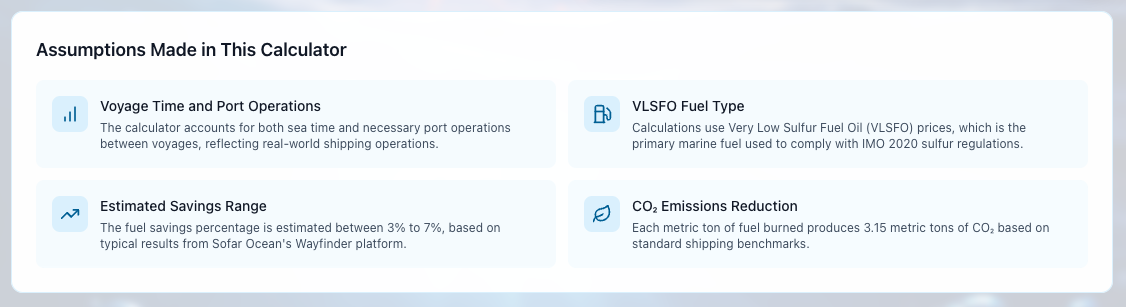 Assumptions Made in This Calculator
Voyage Time and Port Operations
The calculator accounts for both sea time and necessary port operations
between voyages, reflecting real-world shipping operations.
VLSFO Fuel Type
Calculations use Very Low Sulfur Fuel Oil (VLSFO) prices, which is the
primary marine fuel used to comply with IMO 2020 sulfur regulations.
Estimated Savings Range
The fuel savings percentage is estimated between 3% to 7%, based on
typical results from Sofar Ocean's Wayfinder platform.
CO₂ Emissions Reduction
Each metric ton of fuel burned produces 3.15 metric tons of CO₂ based on
standard shipping benchmarks.